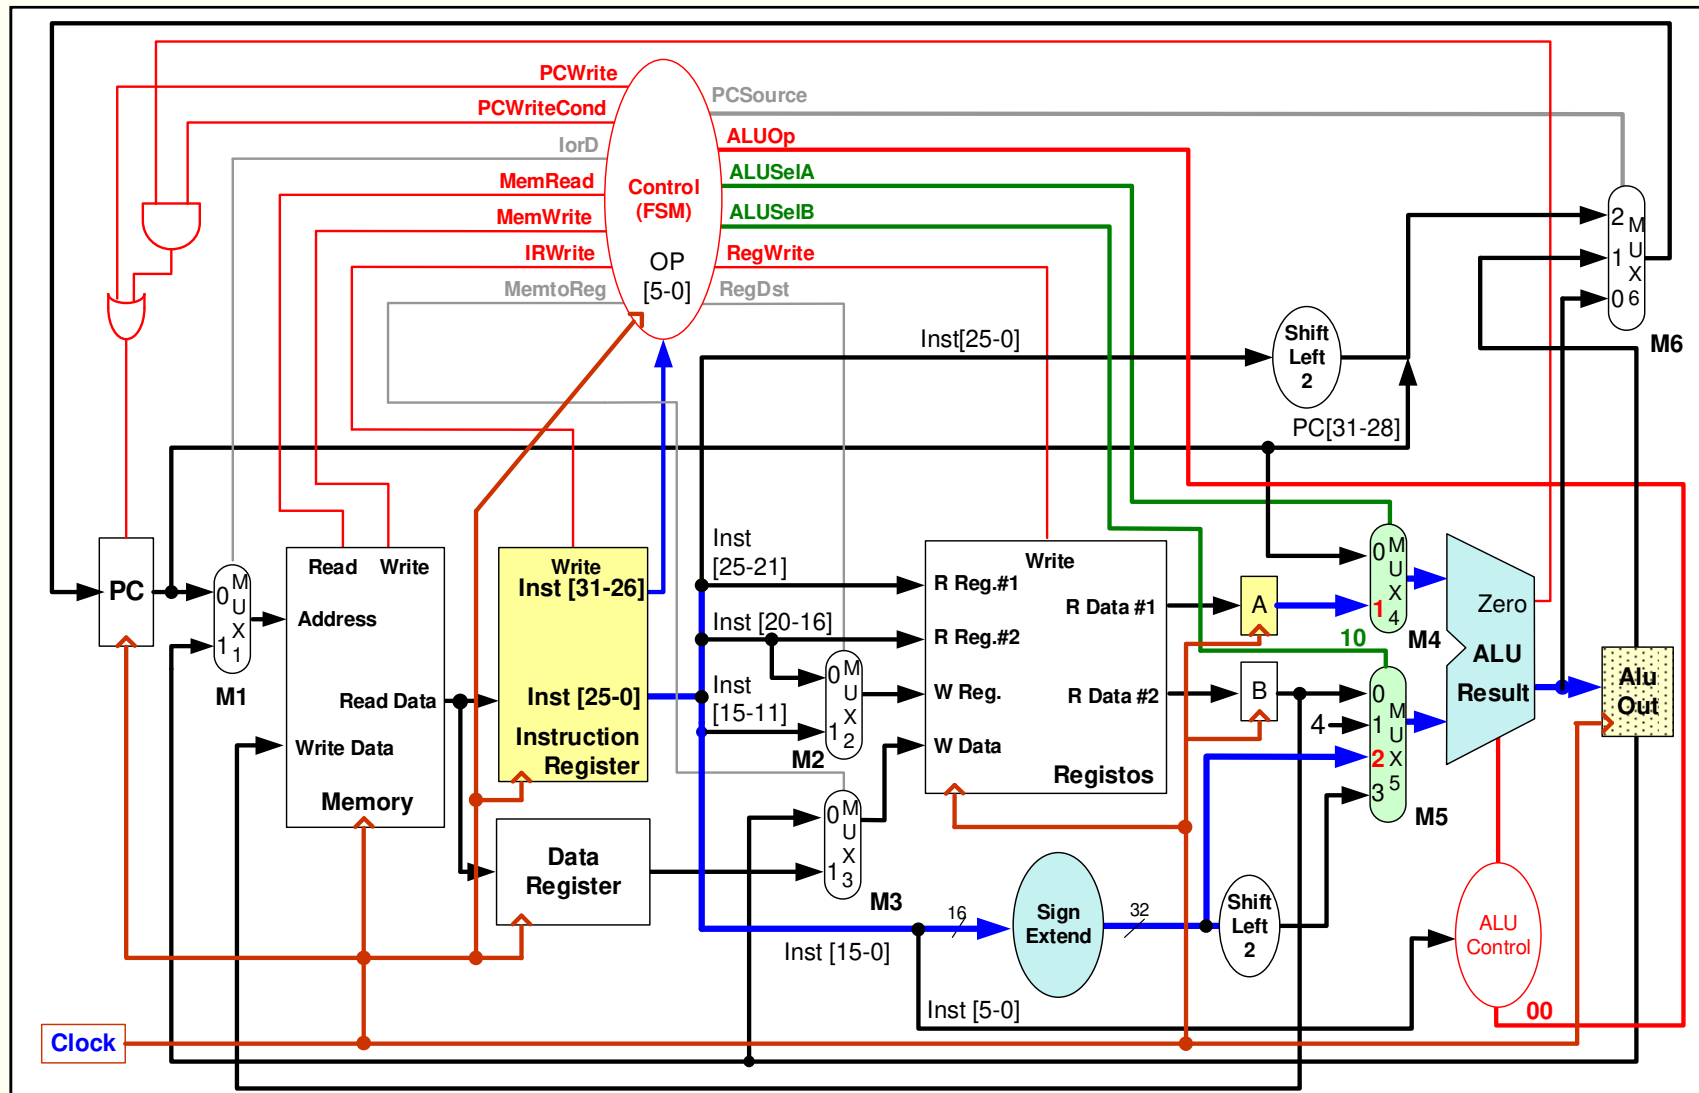 PCWrite
PCWriteCond
IorD
MemRead
MemWrite
IRWrite
MemtoReg
Control
(FSM)
OP
[5-0]
PCSource
ALUOp
ALUSelA
ALUSelB
RegWrite
RegDst
2
1
0
M
U
X
6
M6
Inst[25-0]
Shift
Left
2
PC[31-28]
PC
0
1
M
U
X
1
M1
Read
Write
Address
Read Data
Write Data
Memory
Write
Inst [31-26]
Inst [25-0]
Instruction
Register
Data
Register
Inst
[25-21]
Inst [20-16]
Inst
[15-11]
0
1
M
U
X
2
M2
0
1
M
U
X
3
M3
Write
R Reg.#1
R Reg.#2
W Reg.
W Data
R Data #1
R Data #2
Registos
A
B
4
0
1
M
U
X
4
M4
10
0
1
2
3
M
U
X
5
M5
Zero
ALU
Result
Alu
Out
Inst [15-0]
16
Sign
Extend
32
Shift
Left
2
Inst [5-0]
ALU
Control
00
Clock